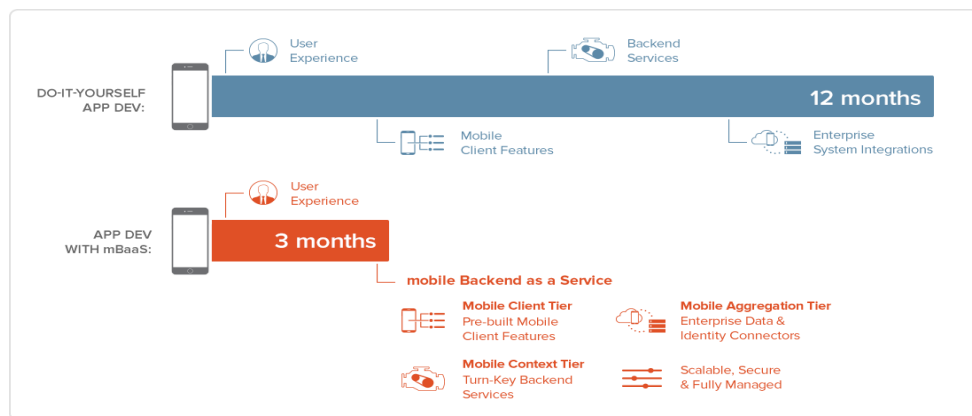 User
Experience
Backend
Services
DO-IT-YOURSELF
APP DEV:
12 months
Mobile
Client Features
Enterprise
System Integrations
User
Experience
APP DEV
WITH mBaaS:
3 months
mobile Backend as a Service
Mobile Client Tier
Pre-built Mobile
Client Features
Mobile Aggregation Tier
Enterprise Data &
Identity Connectors
Mobile Context Tier
Turn-Key Backend
Services
Scalable, Secure
& Fully Managed